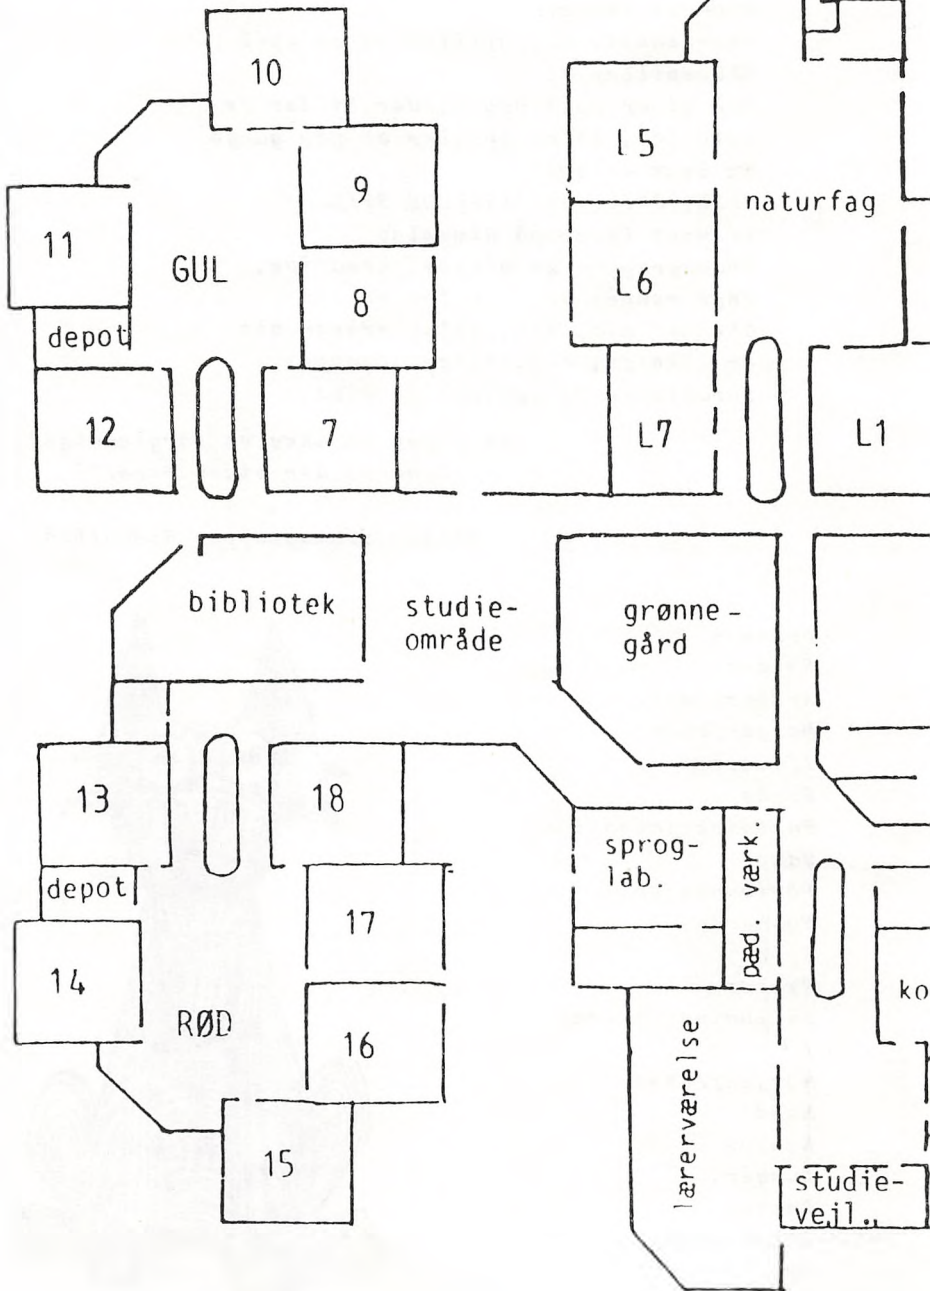 10
L5
9
naturfag
11
GUL
L6
8
depot
12
7
L7
L1
bibliotek
studie-
område
grønne-
gård
13
18
sprog-
lab.
pæd. værk.
depot
17
14
ko
RØD
16
lærerværelse
15
studie-
vejl.